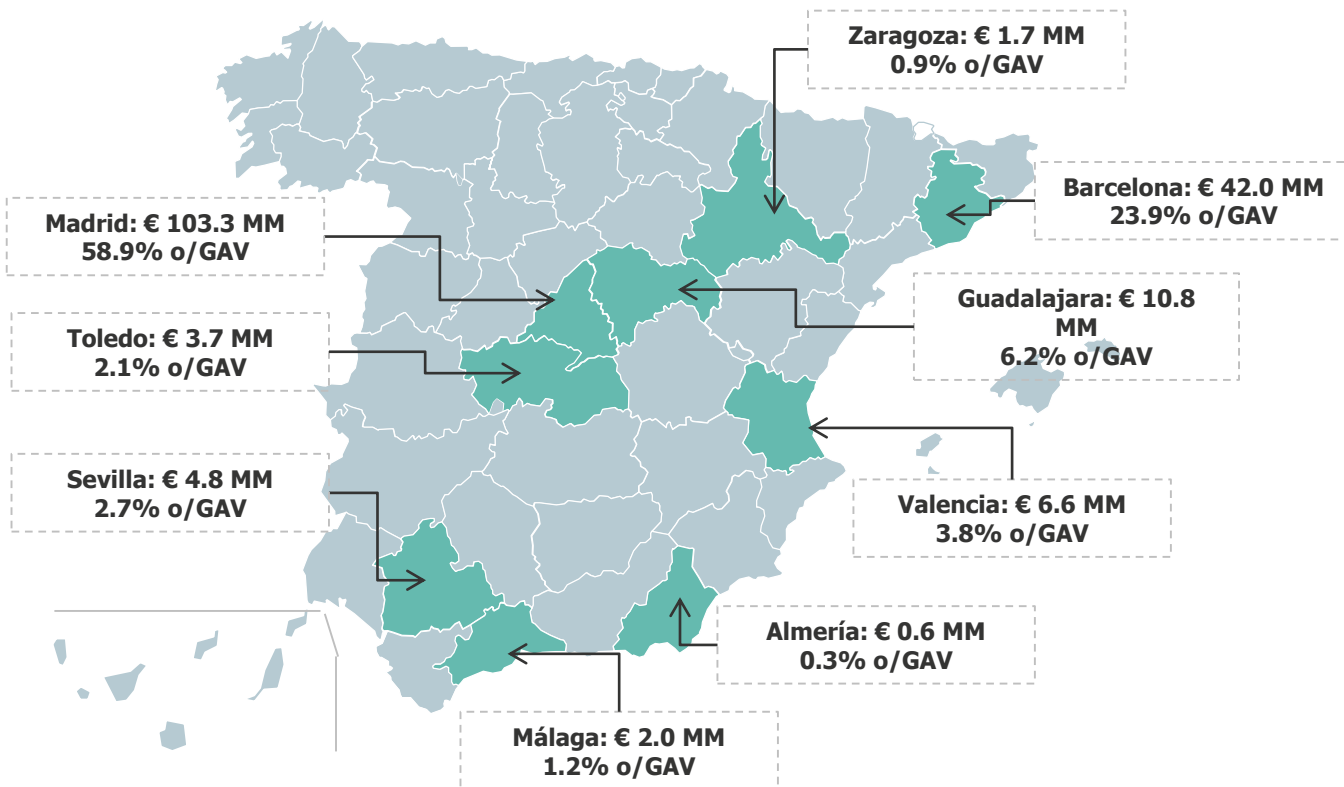 Zaragoza: € 1.7 MM
0.9% o/GAV
Barcelona: € 42.0 MM
23.9% o/GAV
Madrid: € 103.3 MM
58.9% o/GAV
Guadalajara: € 10.8
MM
6.2% o/GAV
Toledo: € 3.7 MM
2.1% o/GAV
Sevilla: € 4.8 MM
2.7% o/GAV
Valencia: € 6.6 MM
3.8% o/GAV
Almería: € 0.6 MM
0.3% o/GAV
Málaga: € 2.0 MM
1.2% o/GAV